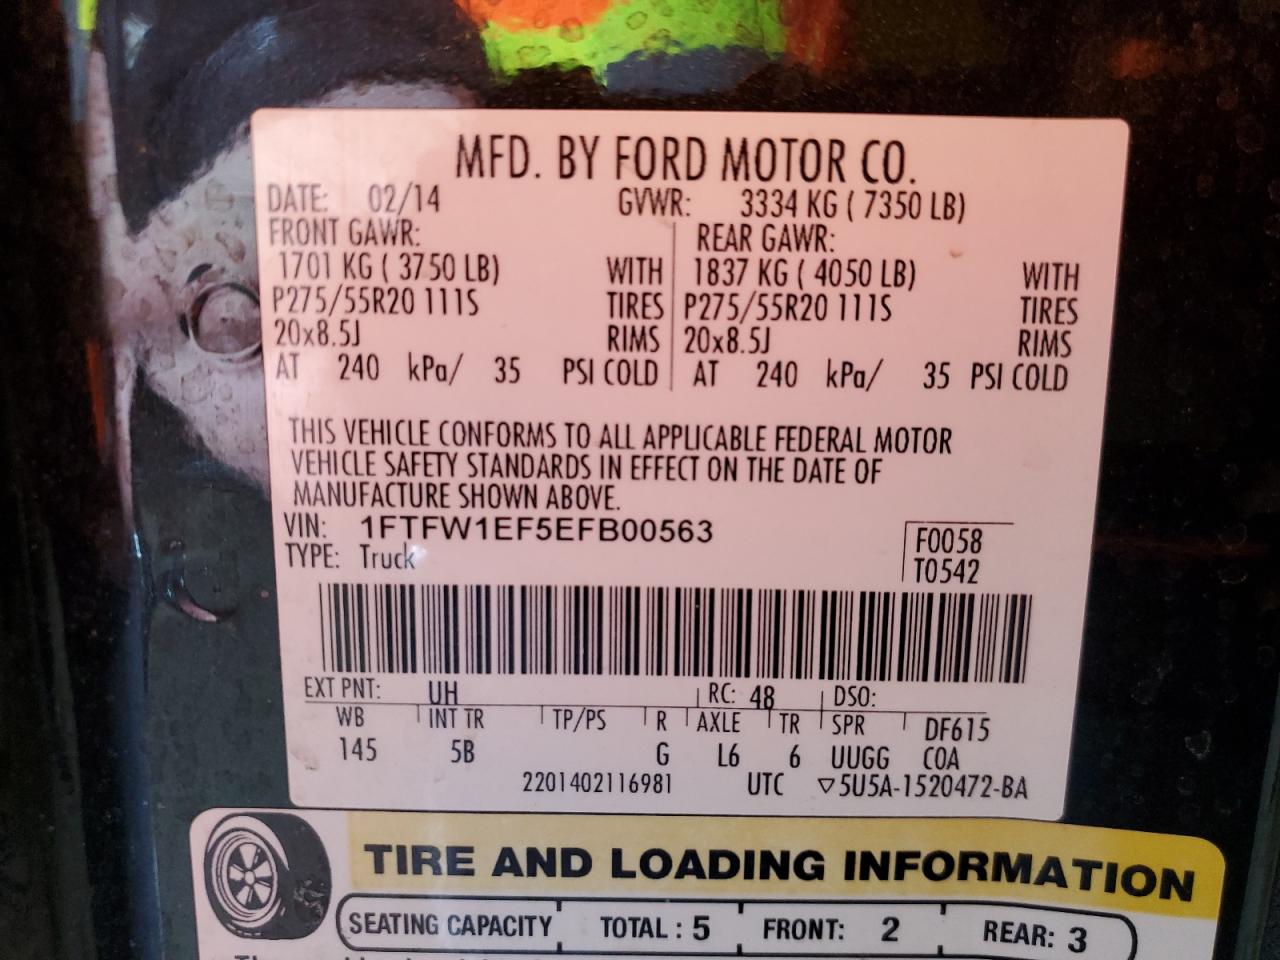 MFD. BY FORD MOTOR CO.
DATE: 02/14 GVWR: 3334 KG ( 7350 LB)
FRONT GAWR: REAR GAWR:
1701 KG ( 3750 LB) WITH 1837 KG ( 4050 LB) WITH
P275/55R20 111S TIRES P275/55R20 111S TIRES
20x8.5J RIMS 20x8.5J RIMS
AT 240 kPa/ 35 PSI COLD AT 240 kPa/ 35 PSI COLD
THIS VEHICLE CONFORMS TO ALL APPLICABLE FEDERAL MOTOR
VEHICLE SAFETY STANDARDS IN EFFECT ON THE DATE OF
MANUFACTURE SHOWN ABOVE.
VIN: 1FTFW1EF5EFB00563 F0058
TYPE: Truck T0542
EXT PNT: UH RC: 48 DSO:
WB INT TR TP/PS R AXLE TR SPR DF615
145 5B G L6 6 UUGG COA
2201402116981 UTC ▽5U5A-1520472-BA
TIRE AND LOADING INFORMATION
SEATING CAPACITY TOTAL : 5 FRONT: 2 REAR: 3